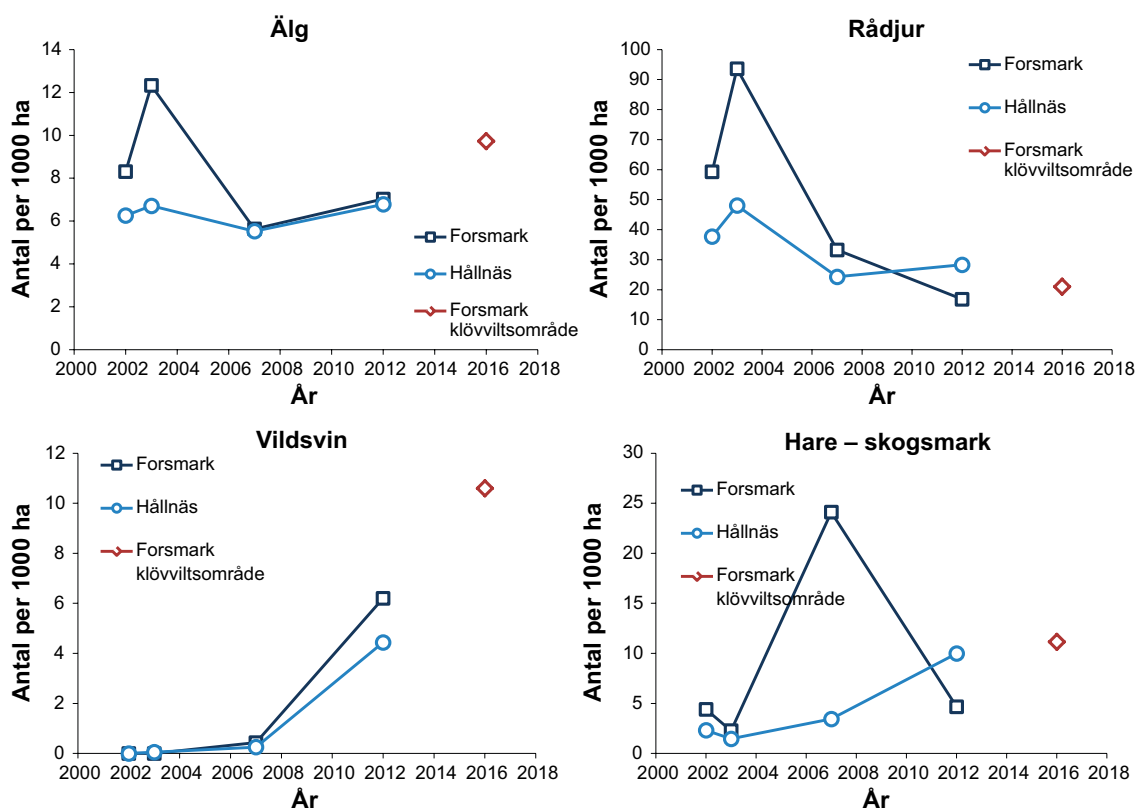 Älg
Antal per 1000 ha
14
12
10
8
6
4
2
0
2000 2002 2004 2006 2008 2010 2012 2014 2016 2018
År
Forsmark
Hållnäs
Forsmark
klövviltsområde
Rådjur
Antal per 1000 ha
100
90
80
70
60
50
40
30
20
10
0
2000 2002 2004 2006 2008 2010 2012 2014 2016 2018
År
Forsmark
Hållnäs
Forsmark
klövviltsområde
Vildsvin
Antal per 1000 ha
12
10
8
6
4
2
0
2000 2002 2004 2006 2008 2010 2012 2014 2016 2018
År
Forsmark
Hållnäs
Forsmark
klövviltsområde
Hare – skogsmark
Antal per 1000 ha
30
25
20
15
10
5
0
2000 2002 2004 2006 2008 2010 2012 2014 2016 2018
År
Forsmark
Hållnäs
Forsmark
klövviltsområde